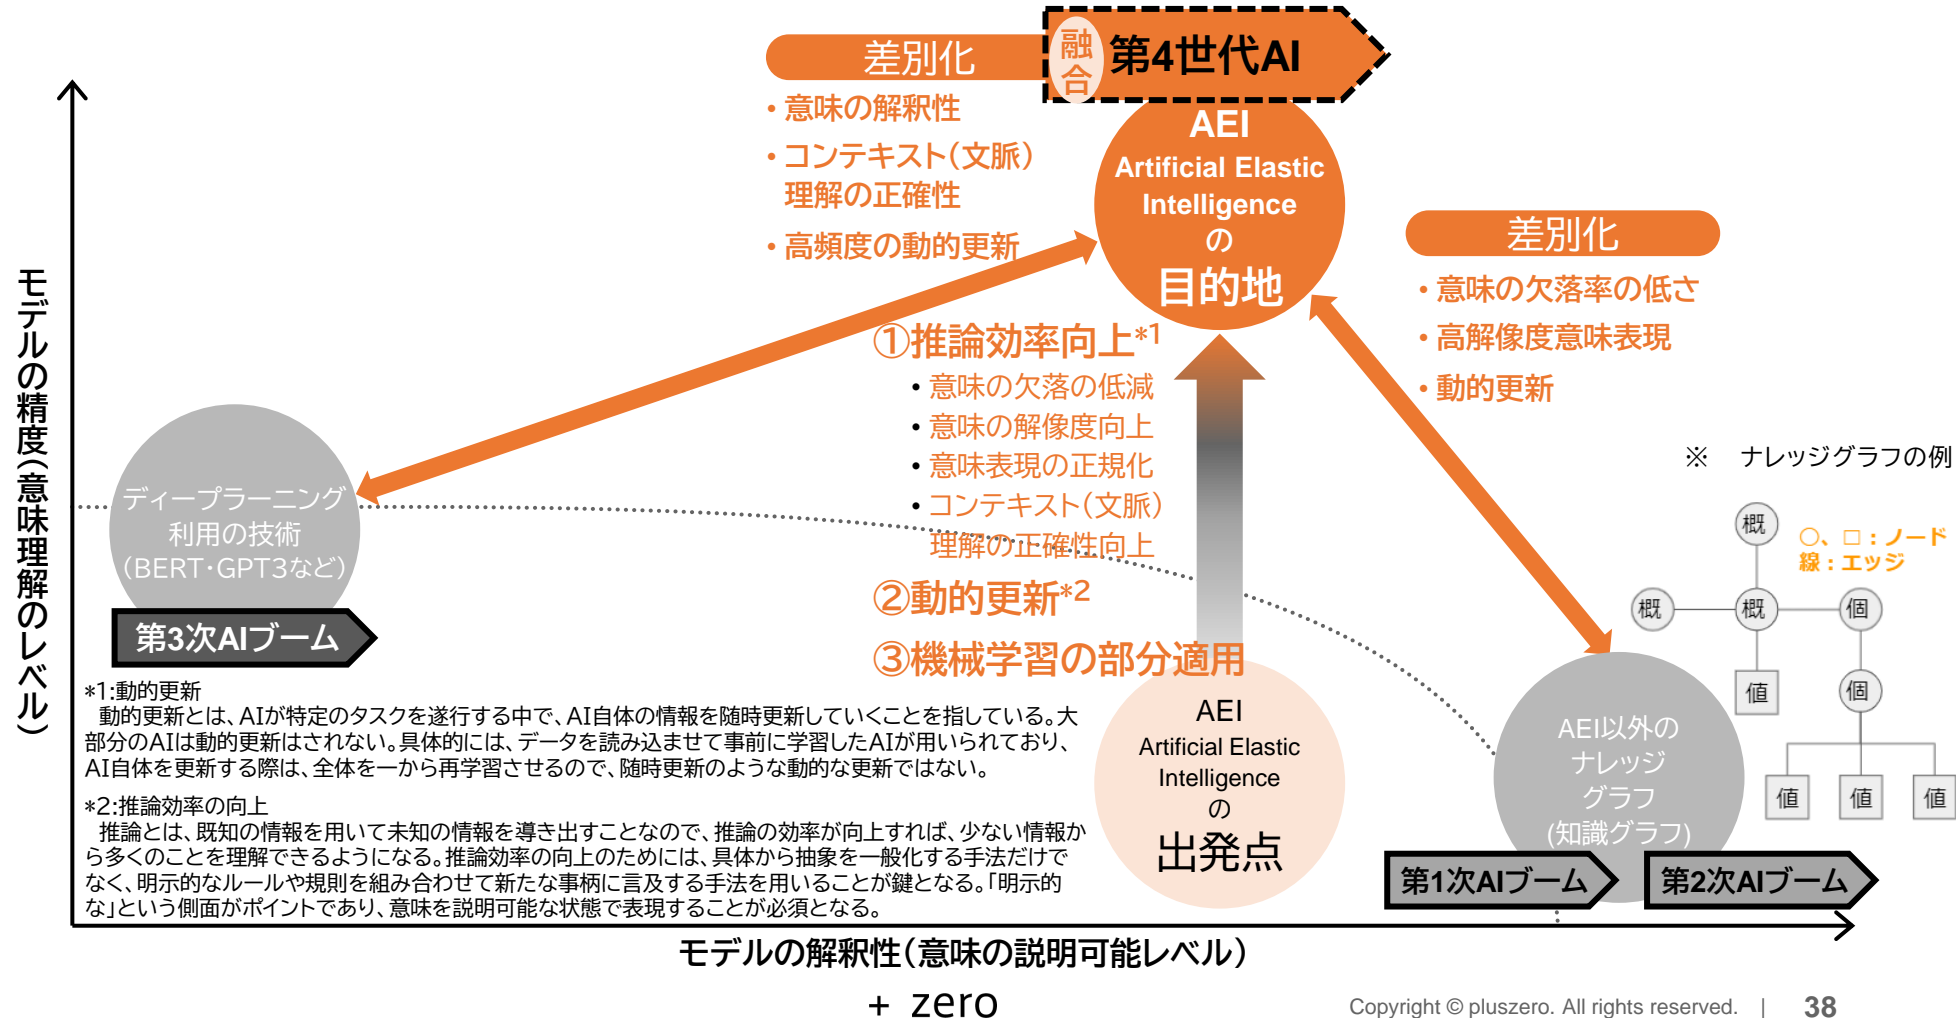 差別化
融合
第4世代AI
・意味の解釈性
・コンテキスト（文脈）
理解の正確性
・高頻度の動的更新
AEI
Artificial Elastic
Intelligence
の
目的地
差別化
・意味の欠落率の低さ
・高解像度意味表現
・動的更新
モデルの精度（意味理解のレベル）
①推論効率向上*1
・意味の欠落の低減
・意味の解像度向上
・意味表現の正規化
・コンテキスト（文脈）
理解の正確性向上
②動的更新*2
③機械学習の部分適用
ディープラーニング
利用の技術
（BERT・GPT3など）
第3次AIブーム
※　ナレッジグラフの例
概
〇、□：ノード
線：エッジ
概 概 個
値 個
値 値 値
*1:動的更新
動的更新とは、AIが特定のタスクを遂行する中で、AI自体の情報を随時更新していくことを指している。大
部分のAIは動的更新はされない。具体的には、データを読み込ませて事前に学習したAIが用いられており、
AI自体を更新する際は、全体を一から再学習させるので、随時更新のような動的な更新ではない。
*2:推論効率の向上
推論とは、既知の情報を用いて未知の情報を導き出すことなので、推論の効率が向上すれば、少ない情報か
ら多くのことを理解できるようになる。推論効率の向上のためには、具体から抽象を一般化する手法だけで
なく、明示的なルールや規則を組み合わせて新たな事柄に言及する手法を用いることが鍵となる。「明示的
な」という側面がポイントであり、意味を説明可能な状態で表現することが必須となる。
AEI
Artificial Elastic
Intelligence
の
出発点
AEI以外の
ナレッジ
グラフ
(知識グラフ)
第1次AIブーム
第2次AIブーム
モデルの解釈性（意味の説明可能レベル）
+ zero
Copyright © pluszero. All rights reserved. | 38